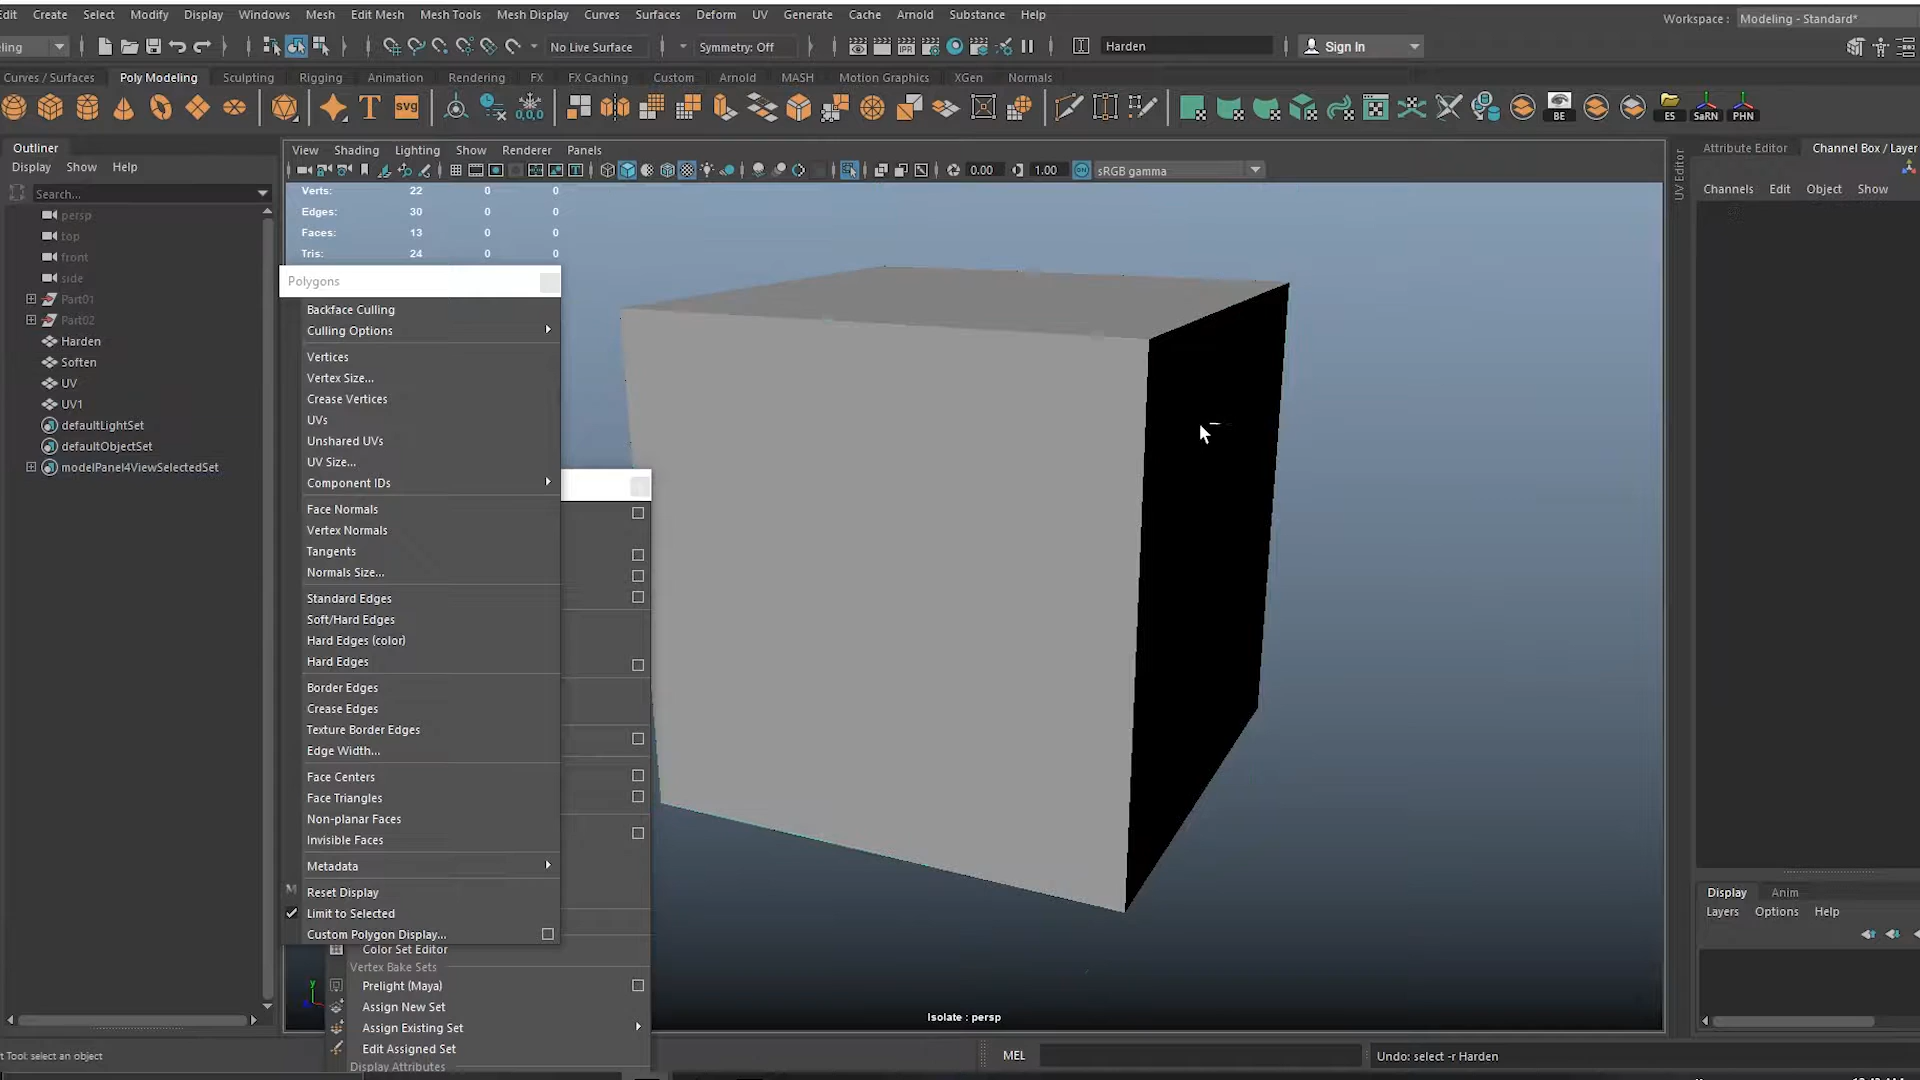 dit Create Select Modify Display Windows Mesh Edit Mesh Mesh Tools Mesh Display Curves Surfaces Deform UV Generate Cache Arnold Substance Help
Workspace : Modeling - Standard*
ling No Live Surface Symmetry: Off IPR Harden Sign In
Curves / Surfaces Poly Modeling Sculpting Rigging Animation Rendering FX FX Caching Custom Arnold MASH Motion Graphics XGen Normals
T svg 0,0,0 BE ES SaRN PHN
Outliner
Display Show Help
Search...
persp
top
front
side
Part01
Part02
Harden
Soften
UV
UV1
defaultLightSet
defaultObjectSet
modelPanel4ViewSelectedSet
View Shading Lighting Show Renderer Panels
0.00 1.00 ON sRGB gamma
Verts: 22 0 0
Edges: 30 0 0
Faces: 13 0 0
Tris: 24 0 0
Polygons
Backface Culling
Culling Options
Vertices
Vertex Size...
Crease Vertices
UVs
Unshared UVs
UV Size...
Component IDs
Face Normals
Vertex Normals
Tangents
Normals Size...
Standard Edges
Soft/Hard Edges
Hard Edges (color)
Hard Edges
Border Edges
Crease Edges
Texture Border Edges
Edge Width...
Face Centers
Face Triangles
Non-planar Faces
Invisible Faces
Metadata
Reset Display
Limit to Selected
Custom Polygon Display...
Color Set Editor
Vertex Bake Sets
Prelight (Maya)
Assign New Set
Assign Existing Set
Edit Assigned Set
Display Attributes
y
Isolate : persp
UV Editor
Attribute Editor Channel Box / Layer
Channels Edit Object Show
Display Anim
Layers Options Help
t Tool: select an object
MEL
Undo: select -r Harden